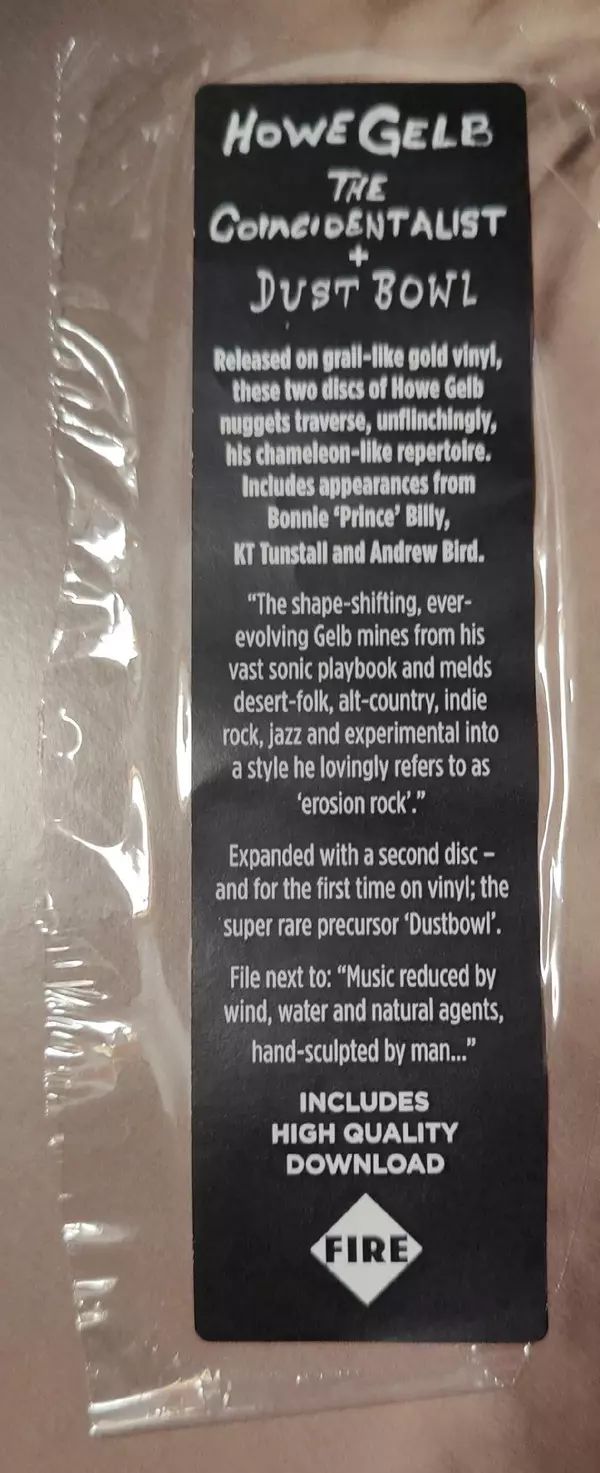 HOWE GELB
THE
COINCIDENTALIST
+
DUST BOWL
Released on grail-like gold vinyl,
these two discs of Howe Gelb
nuggets traverse, unflinchingly,
his chameleon-like repertoire.
Includes appearances from
Bonnie ‘Prince’ Billy,
KT Tunstall and Andrew Bird.
“The shape-shifting, ever-
evolving Gelb mines from his
vast sonic playbook and melds
desert-folk, alt-country, indie
rock, jazz and experimental into
a style he lovingly refers to as
‘erosion rock’.”
Expanded with a second disc –
and for the first time on vinyl; the
super rare precursor ‘Dustbowl’.
File next to: “Music reduced by
wind, water and natural agents,
hand-sculpted by man...”
INCLUDES
HIGH QUALITY
DOWNLOAD
FIRE